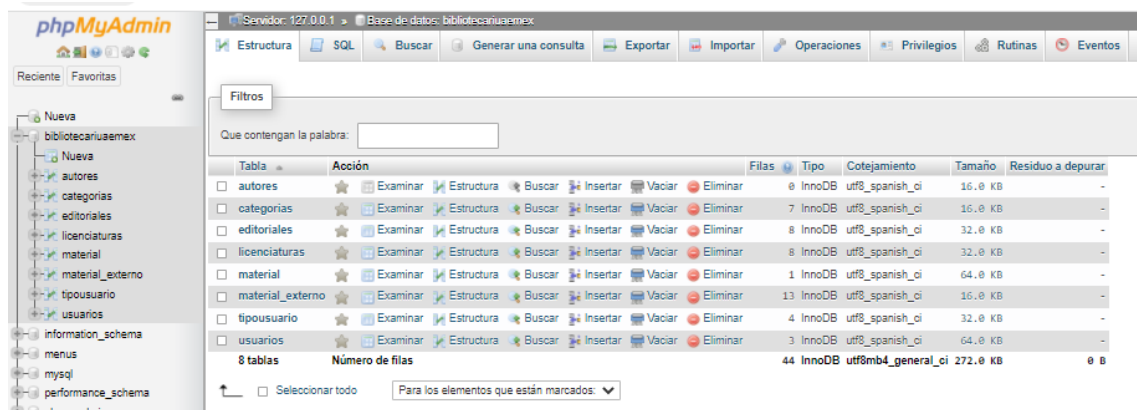 phpMyAdmin
Reciente Favoritas
Nueva
bibliotecariuaemex
Nueva
autores
categorias
editoriales
licenciaturas
material
material_externo
tipousuario
usuarios
information_schema
menus
mysql
performance_schema
Servidor: 127.0.0.1 » Base de datos: bibliotecariuaemex
Estructura SQL Buscar Generar una consulta Exportar Importar Operaciones Privilegios Rutinas Eventos
Filtros
Que contengan la palabra:
Tabla Acción Filas Tipo Cotejamiento Tamaño Residuo a depurar
autores Examinar Estructura Buscar Insertar Vaciar Eliminar 0 InnoDB utf8_spanish_ci 16.0 KB -
categorias Examinar Estructura Buscar Insertar Vaciar Eliminar 7 InnoDB utf8_spanish_ci 16.0 KB -
editoriales Examinar Estructura Buscar Insertar Vaciar Eliminar 8 InnoDB utf8_spanish_ci 32.0 KB -
licenciaturas Examinar Estructura Buscar Insertar Vaciar Eliminar 8 InnoDB utf8_spanish_ci 32.0 KB -
material Examinar Estructura Buscar Insertar Vaciar Eliminar 1 InnoDB utf8_spanish_ci 64.0 KB -
material_externo Examinar Estructura Buscar Insertar Vaciar Eliminar 13 InnoDB utf8_spanish_ci 16.0 KB -
tipousuario Examinar Estructura Buscar Insertar Vaciar Eliminar 4 InnoDB utf8_spanish_ci 32.0 KB -
usuarios Examinar Estructura Buscar Insertar Vaciar Eliminar 3 InnoDB utf8_spanish_ci 64.0 KB -
8 tablas Número de filas 44 InnoDB utf8mb4_general_ci 272.0 KB 0 B
Seleccionar todo Para los elementos que están marcados: